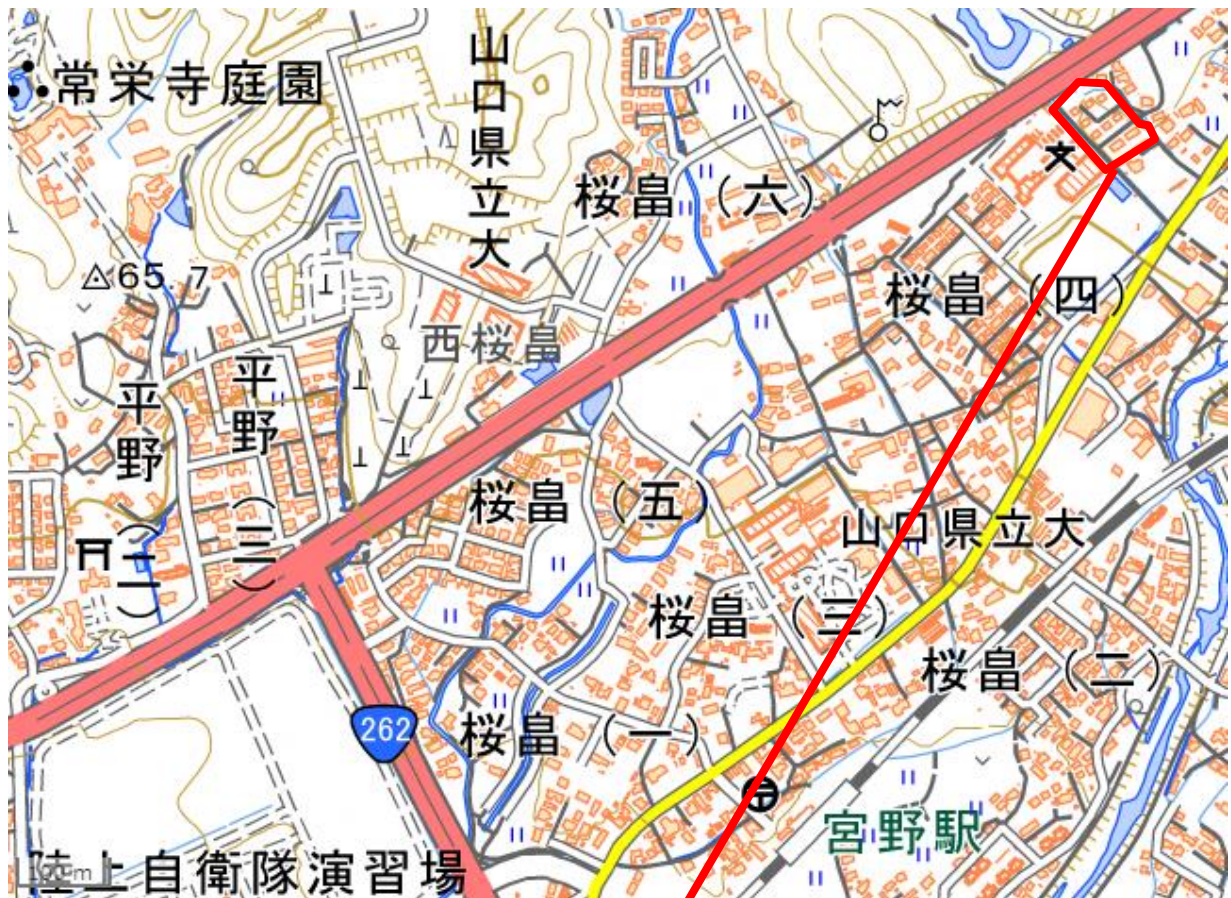 常栄寺庭園
山口県立大
桜畠（六）
65.7
桜畠（四）
西桜畠
平野（二）
平野（三）
桜畠（五）
山口県立大
桜畠（三）
桜畠（二）
262
桜畠（一）
宮野駅
陸上自衛隊演習場
100 m